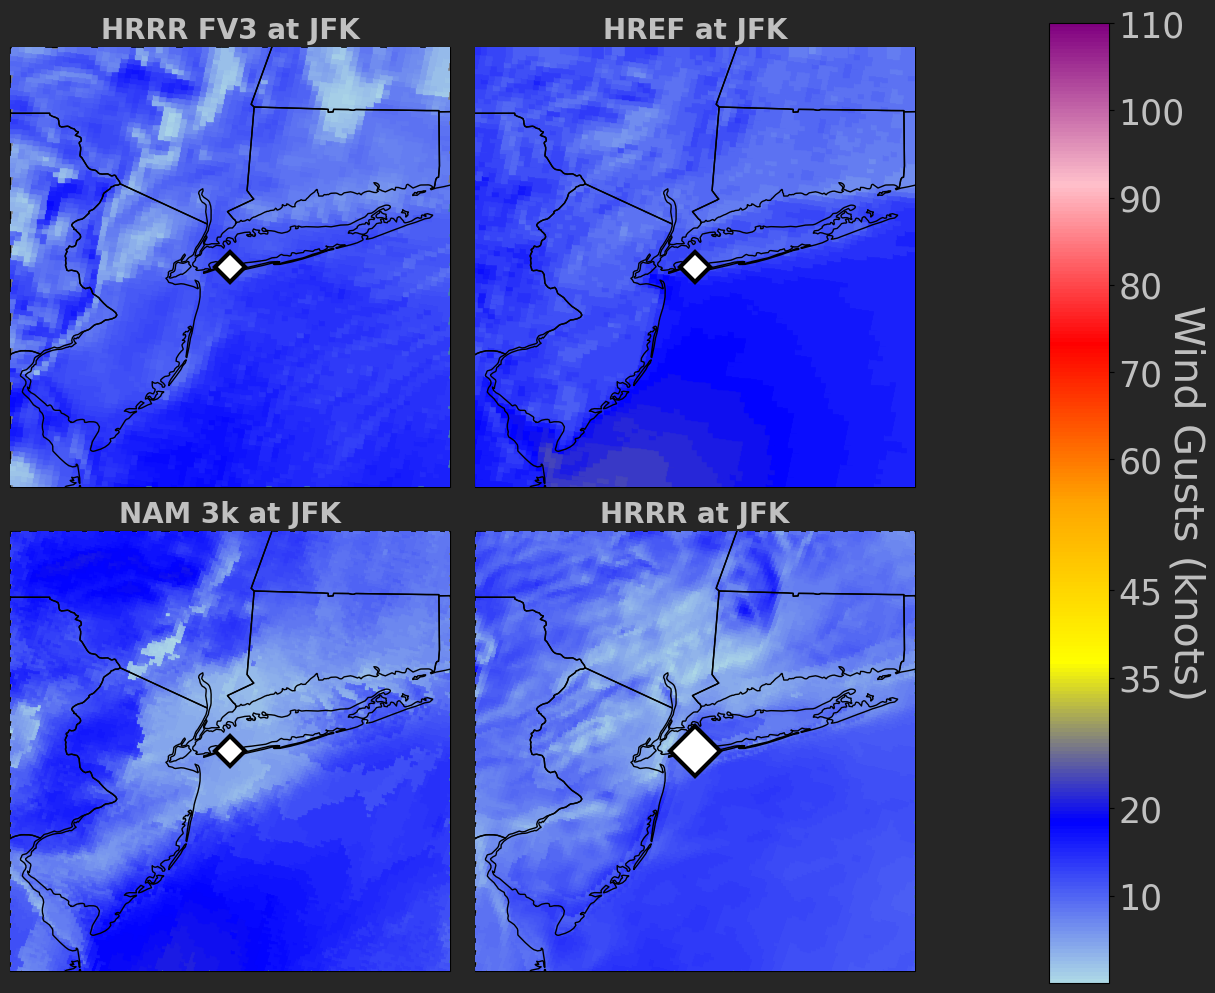 HRRR FV3 at JFK
HREF at JFK
NAM 3k at JFK
HRRR at JFK
110
100
90
80
70
60
45
35
20
10
Wind Gusts (knots)